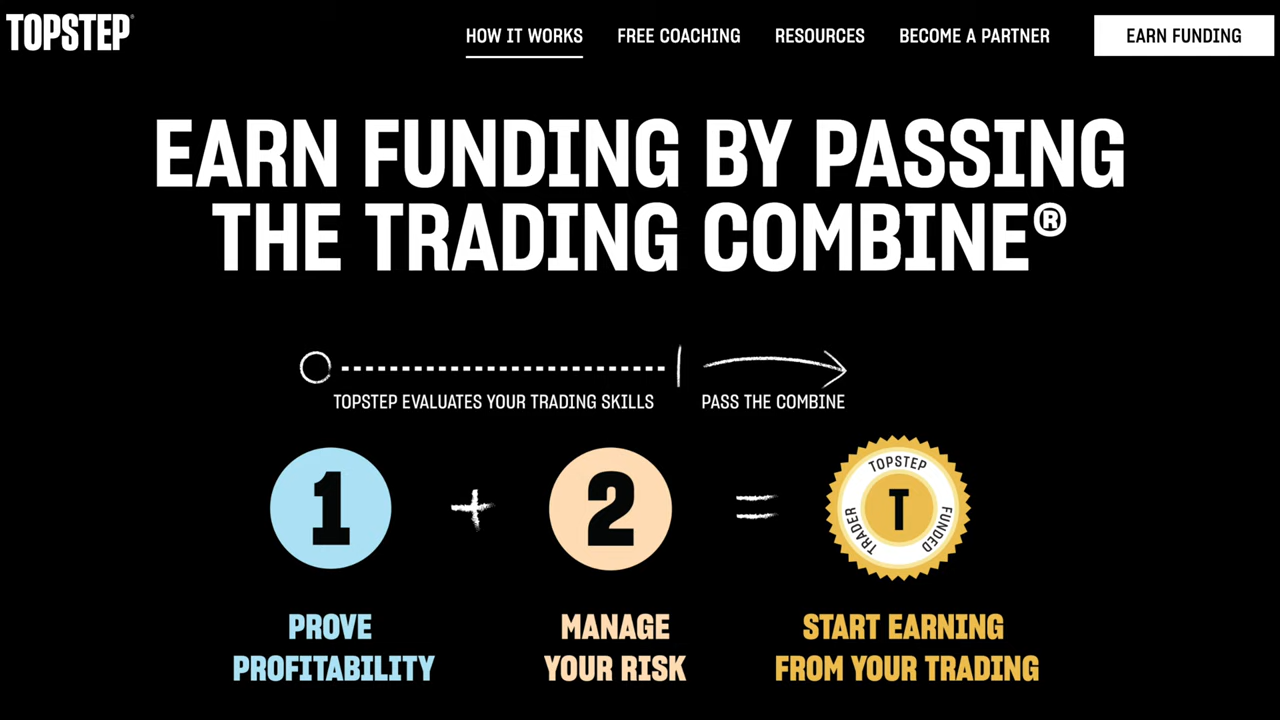 TOPSTEP®
HOW IT WORKS
FREE COACHING
RESOURCES
BECOME A PARTNER
EARN FUNDING
EARN FUNDING BY PASSING
THE TRADING COMBINE®
TOPSTEP EVALUATES YOUR TRADING SKILLS
PASS THE COMBINE
1
+
2
=
TOPSTEP
T
TRADER
FUNDED
PROVE
PROFITABILITY
MANAGE
YOUR RISK
START EARNING
FROM YOUR TRADING